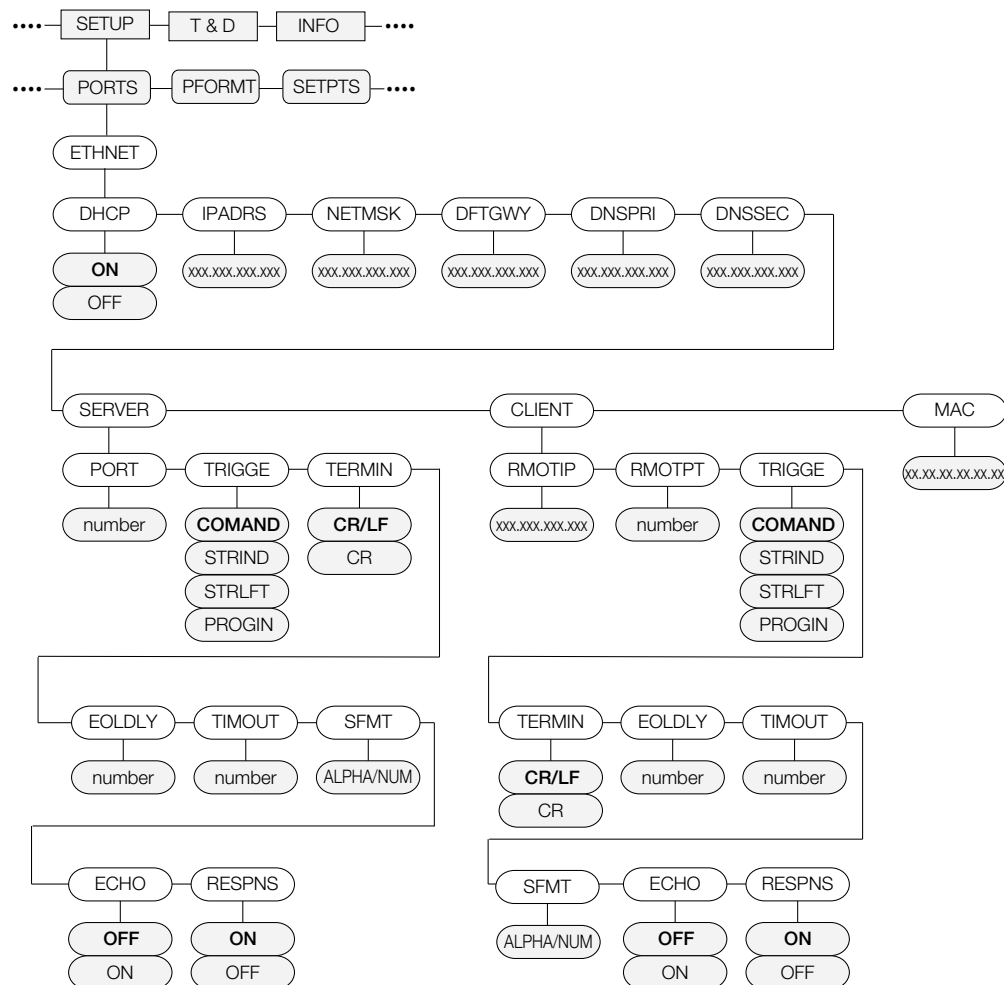 •••• SETUP T & D INFO ••••
•••• PORTS PFORMT SETPTS ••••
ETHNET
DHCP IPADRS NETMSK DFTGWY DNSPRI DNSSEC
ON XXX.XXX.XXX.XXX XXX.XXX.XXX.XXX XXX.XXX.XXX.XXX XXX.XXX.XXX.XXX XXX.XXX.XXX.XXX
OFF
SERVER CLIENT MAC
PORT TRIGGE TERMIN RMOTIP RMOTPT TRIGGE XX.XX.XX.XX.XX.XX
number COMAND CR/LF XXX.XXX.XXX.XXX number COMAND
STRIND CR STRIND
STRLFT STRLFT
PROGIN PROGIN
EOLDLY TIMOUT SFMT TERMIN EOLDLY TIMOUT
number number ALPHA/NUM CR/LF number number
CR
ECHO RESPNS SFMT ECHO RESPNS
OFF ON ALPHA/NUM OFF ON
ON OFF ON OFF